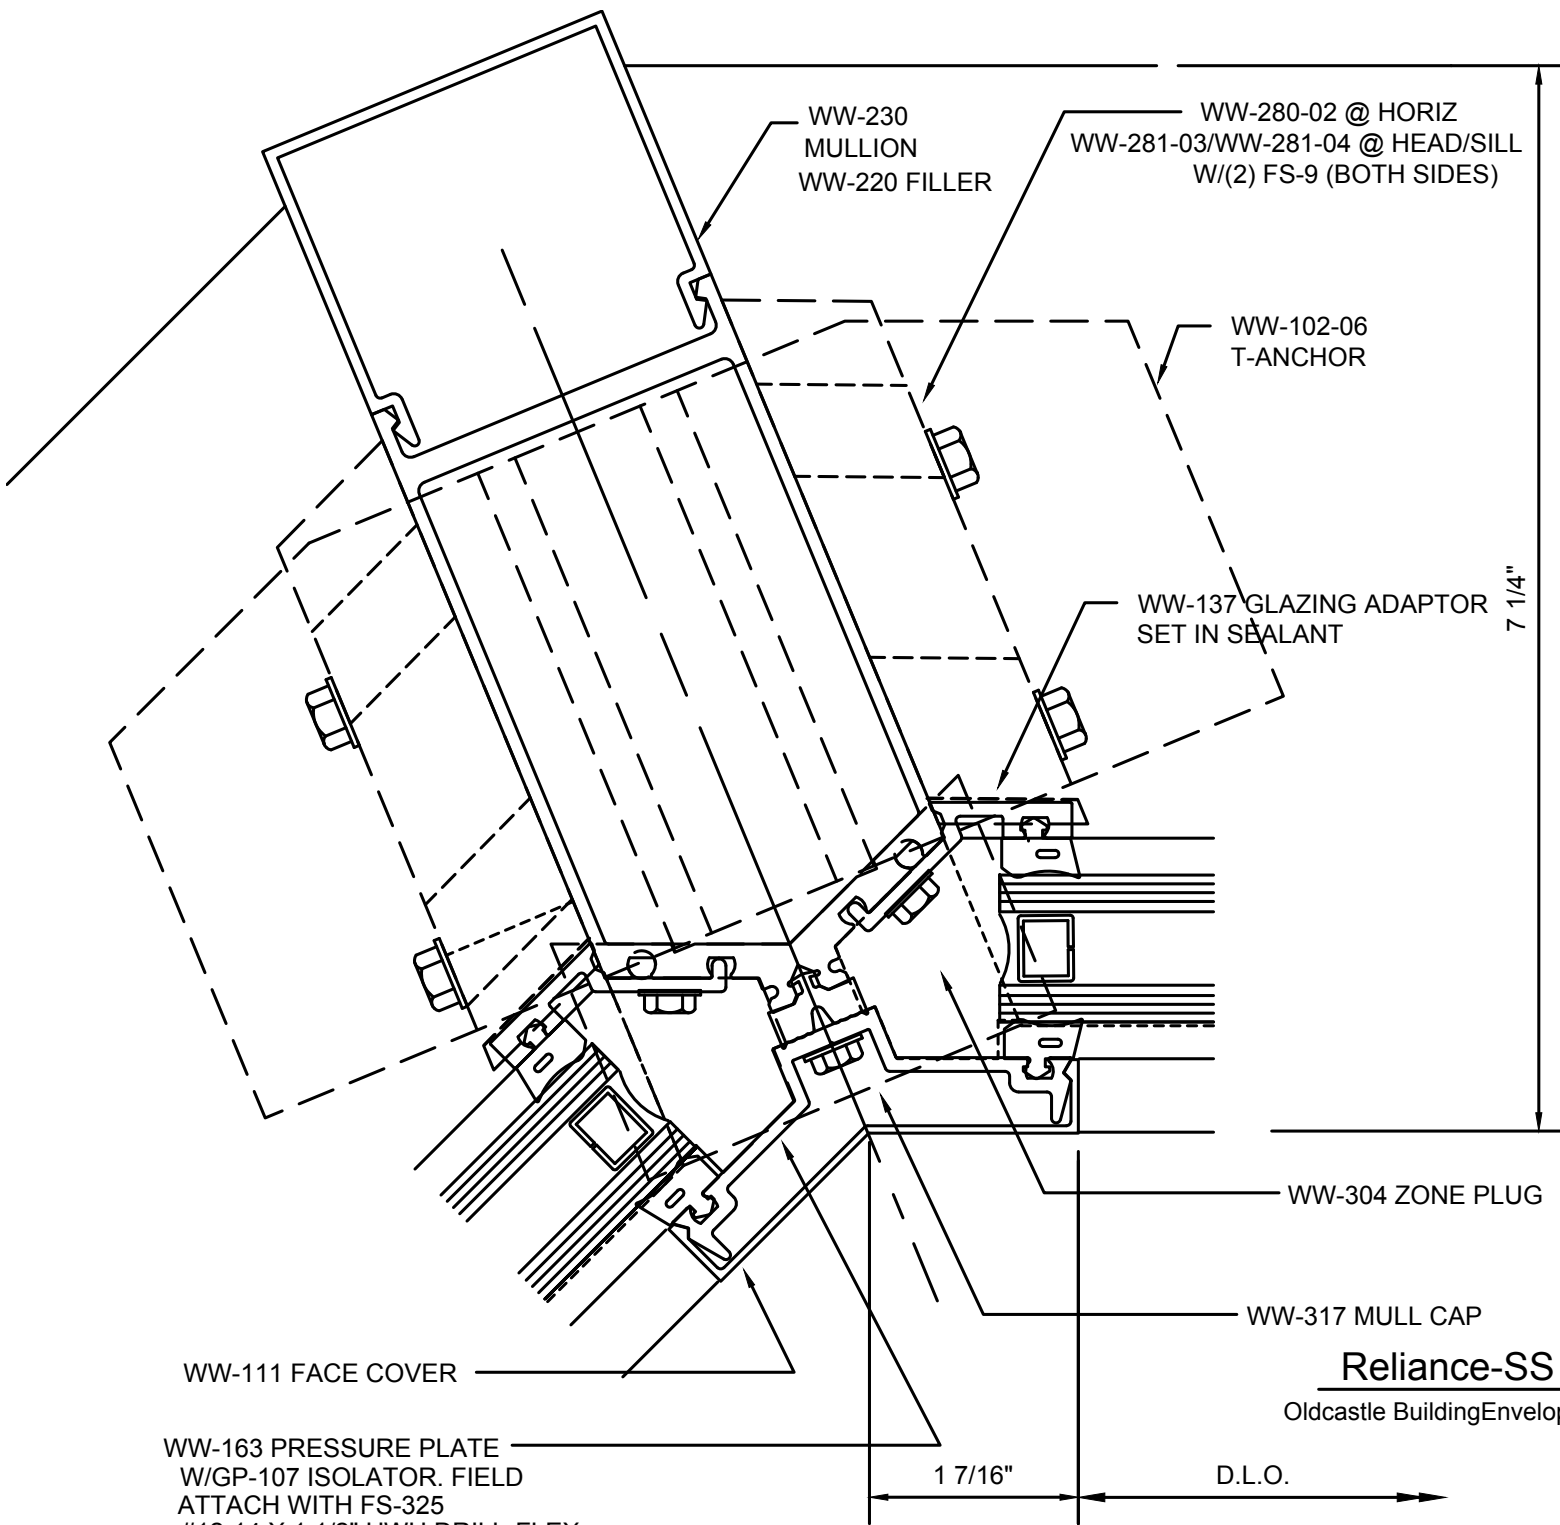 WW-230
MULLION
WW-220 FILLER
WW-280-02 @ HORIZ
WW-281-03/WW-281-04 @ HEAD/SILL
W/(2) FS-9 (BOTH SIDES)
WW-102-06
T-ANCHOR
WW-137 GLAZING ADAPTOR
SET IN SEALANT
7 1/4"
WW-304 ZONE PLUG
WW-317 MULL CAP
WW-111 FACE COVER
Reliance-SS
Oldcastle BuildingEnvelop
WW-163 PRESSURE PLATE
W/GP-107 ISOLATOR. FIELD
ATTACH WITH FS-325
1 7/16"
D.L.O.